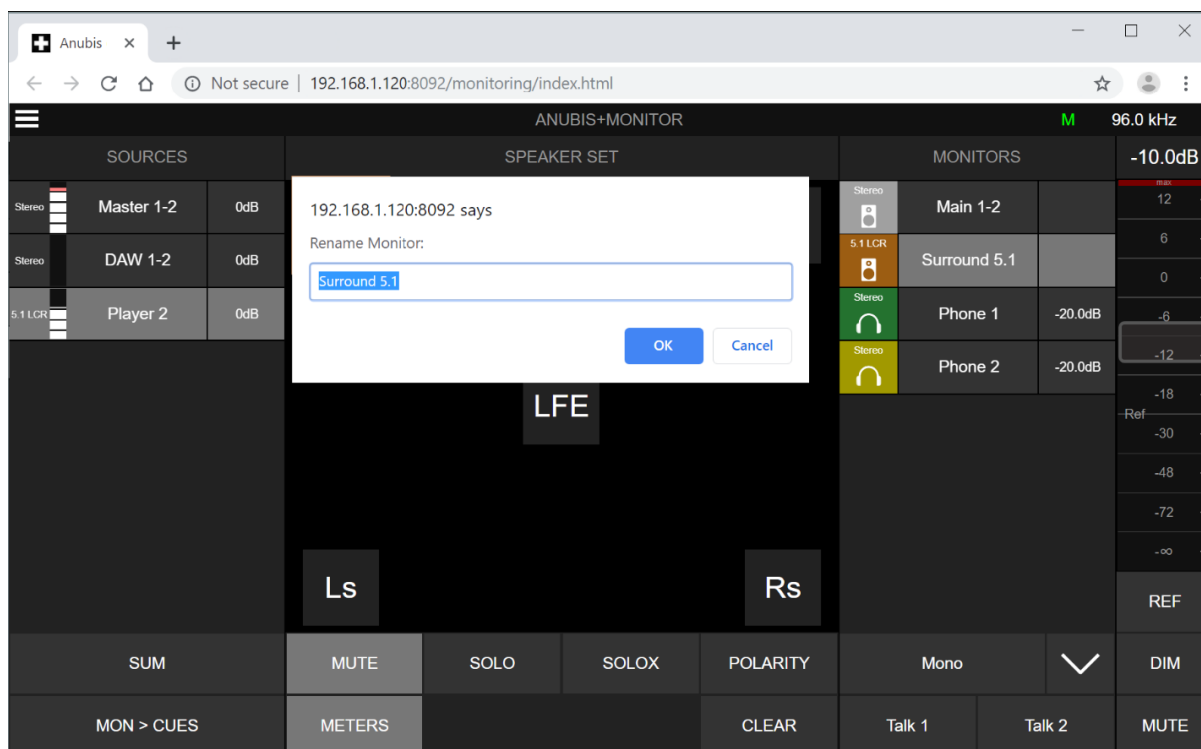 Anubis
Not secure | 192.168.1.120:8092/monitoring/index.html
ANUBIS+MONITOR
M
96.0 kHz
SOURCES
SPEAKER SET
MONITORS
-10.0dB
Stereo
Master 1-2
0dB
Stereo
DAW 1-2
0dB
5.1 LCR
Player 2
0dB
192.168.1.120:8092 says
Rename Monitor:
Surround 5.1
OK
Cancel
LFE
Ls
Rs
Stereo
Main 1-2
5.1 LCR
Surround 5.1
Stereo
Phone 1
-20.0dB
Stereo
Phone 2
-20.0dB
max
12
6
0
-6
-12
-18
Ref
-30
-48
-72
-∞
REF
SUM
MUTE
SOLO
SOLOX
POLARITY
Mono
DIM
MON > CUES
METERS
CLEAR
Talk 1
Talk 2
MUTE